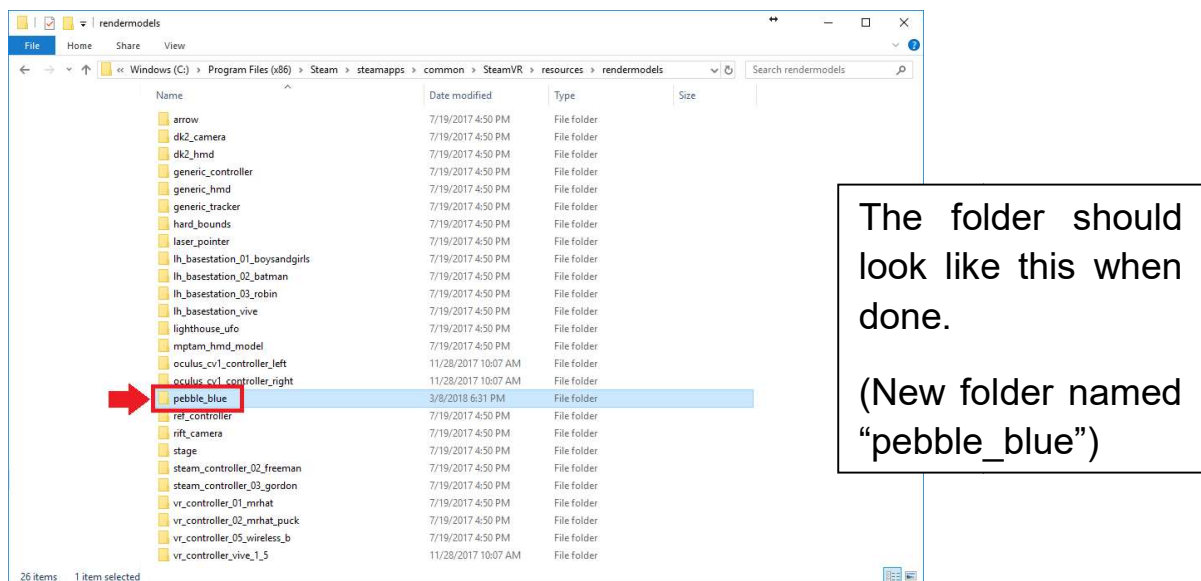 rendermodels
File Home Share View
« Windows (C:) › Program Files (x86) › Steam › steamapps › common › SteamVR › resources › rendermodels Search rendermodels
Name Date modified Type Size
arrow 7/19/2017 4:50 PM File folder
dk2_camera 7/19/2017 4:50 PM File folder
dk2_hmd 7/19/2017 4:50 PM File folder
generic_controller 7/19/2017 4:50 PM File folder
generic_hmd 7/19/2017 4:50 PM File folder
generic_tracker 7/19/2017 4:50 PM File folder
hard_bounds 7/19/2017 4:50 PM File folder
laser_pointer 7/19/2017 4:50 PM File folder
lh_basestation_01_boysandgirls 7/19/2017 4:50 PM File folder
lh_basestation_02_batman 7/19/2017 4:50 PM File folder
lh_basestation_03_robin 7/19/2017 4:50 PM File folder
lh_basestation_vive 7/19/2017 4:50 PM File folder
lighthouse_ufo 7/19/2017 4:50 PM File folder
mptam_hmd_model 7/19/2017 4:50 PM File folder
oculus_cv1_controller_left 11/28/2017 10:07 AM File folder
oculus_cv1_controller_right 11/28/2017 10:07 AM File folder
pebble_blue 3/8/2018 6:31 PM File folder
ref_controller 7/19/2017 4:50 PM File folder
rift_camera 7/19/2017 4:50 PM File folder
stage 7/19/2017 4:50 PM File folder
steam_controller_02_freeman 7/19/2017 4:50 PM File folder
steam_controller_03_gordon 7/19/2017 4:50 PM File folder
vr_controller_01_mrhat 7/19/2017 4:50 PM File folder
vr_controller_02_mrhat_puck 7/19/2017 4:50 PM File folder
vr_controller_05_wireless_b 7/19/2017 4:50 PM File folder
vr_controller_vive_1_5 11/28/2017 10:07 AM File folder
26 items 1 item selected
The folder should
look like this when
done.
(New folder named
“pebble_blue”)